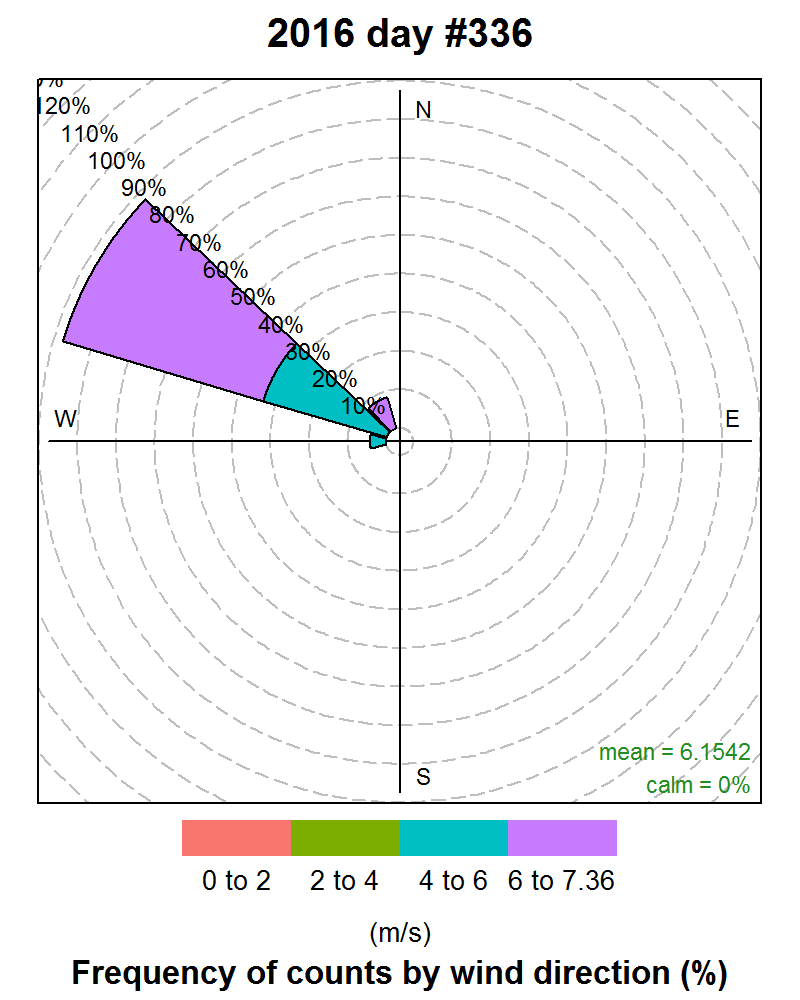 2016 day #336
120%
110%
100%
90%
80%
70%
60%
50%
40%
30%
20%
10%
N
W
E
S
mean = 6.1542
calm = 0%
0 to 2 2 to 4 4 to 6 6 to 7.36
(m/s)
Frequency of counts by wind direction (%)